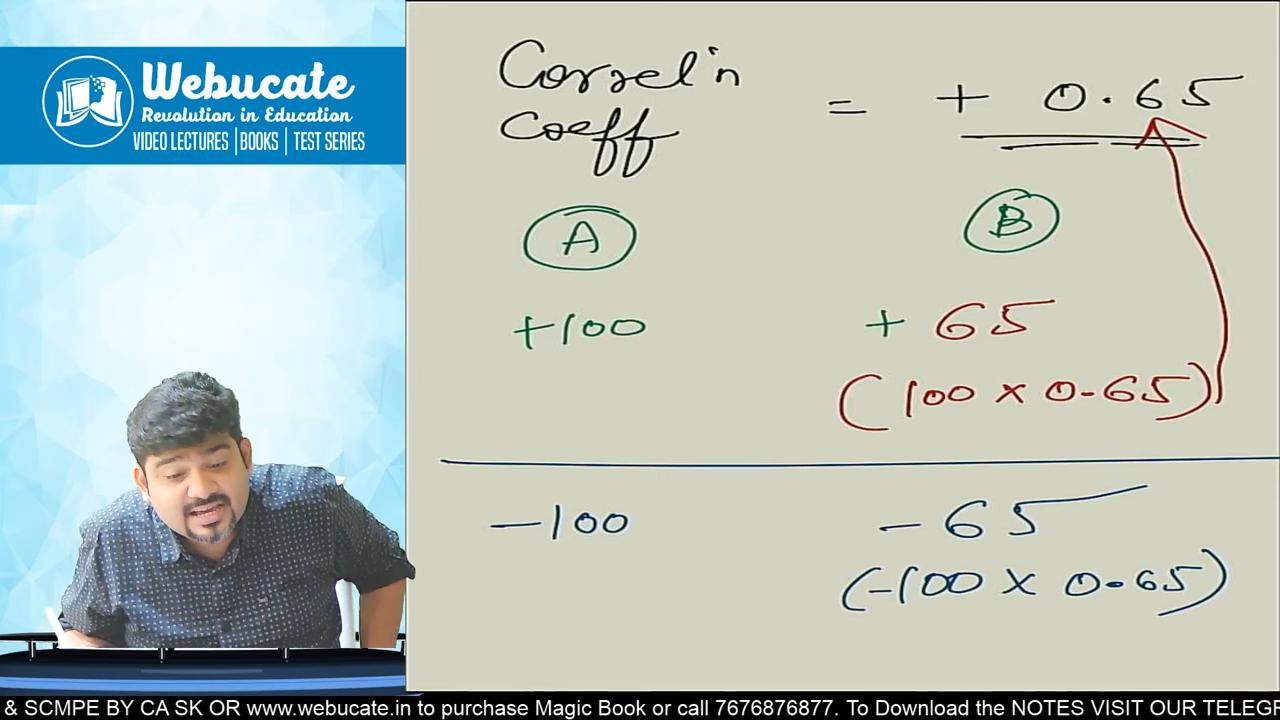 Webucate
Revolution in Education
VIDEO LECTURES | BOOKS | TEST SERIES
Correl'n
Coeff
= + 0.65
A B
+100 + 65
(100 × 0.65)
-100 - 65
(-100 × 0.65)
& SCMPE BY CA SK OR www.webucate.in to purchase Magic Book or call 7676876877. To Download the NOTES VISIT OUR TELEGR